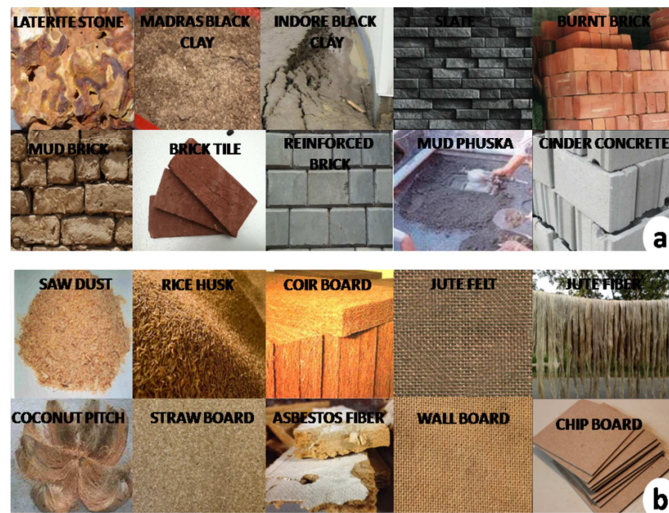 LATERITE STONE
MADRAS BLACK
CLAY
INDORE BLACK
CLAY
SLATE
BURNT BRICK
MUD BRICK
BRICK TILE
REINFORCED
BRICK
MUD PHUSKA
CINDER CONCRETE
a
SAW DUST
RICE HUSK
COIR BOARD
JUTE FELT
JUTE FIBER
COCONUT PITCH
STRAW BOARD
ASBESTOS FIBER
WALL BOARD
CHIP BOARD
b